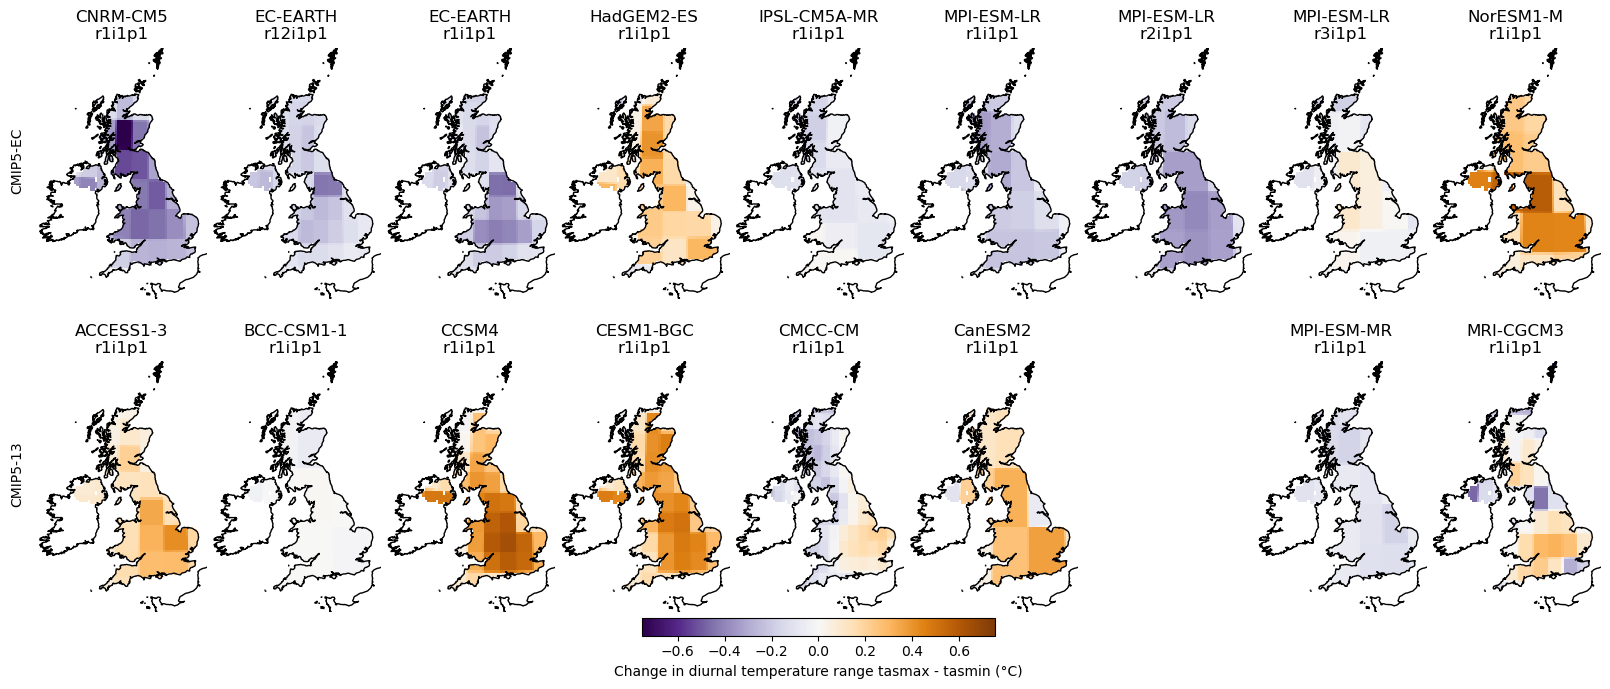 CNRM-CM5
r1i1p1
EC-EARTH
r12i1p1
EC-EARTH
r1i1p1
HadGEM2-ES
r1i1p1
IPSL-CM5A-MR
r1i1p1
MPI-ESM-LR
r1i1p1
MPI-ESM-LR
r2i1p1
MPI-ESM-LR
r3i1p1
NorESM1-M
r1i1p1
CMIP5-EC
ACCESS1-3
r1i1p1
BCC-CSM1-1
r1i1p1
CCSM4
r1i1p1
CESM1-BGC
r1i1p1
CMCC-CM
r1i1p1
CanESM2
r1i1p1
MPI-ESM-MR
r1i1p1
MRI-CGCM3
r1i1p1
CMIP5-13
−0.6 −0.4 −0.2 0.0 0.2 0.4 0.6
Change in diurnal temperature range tasmax - tasmin (°C)